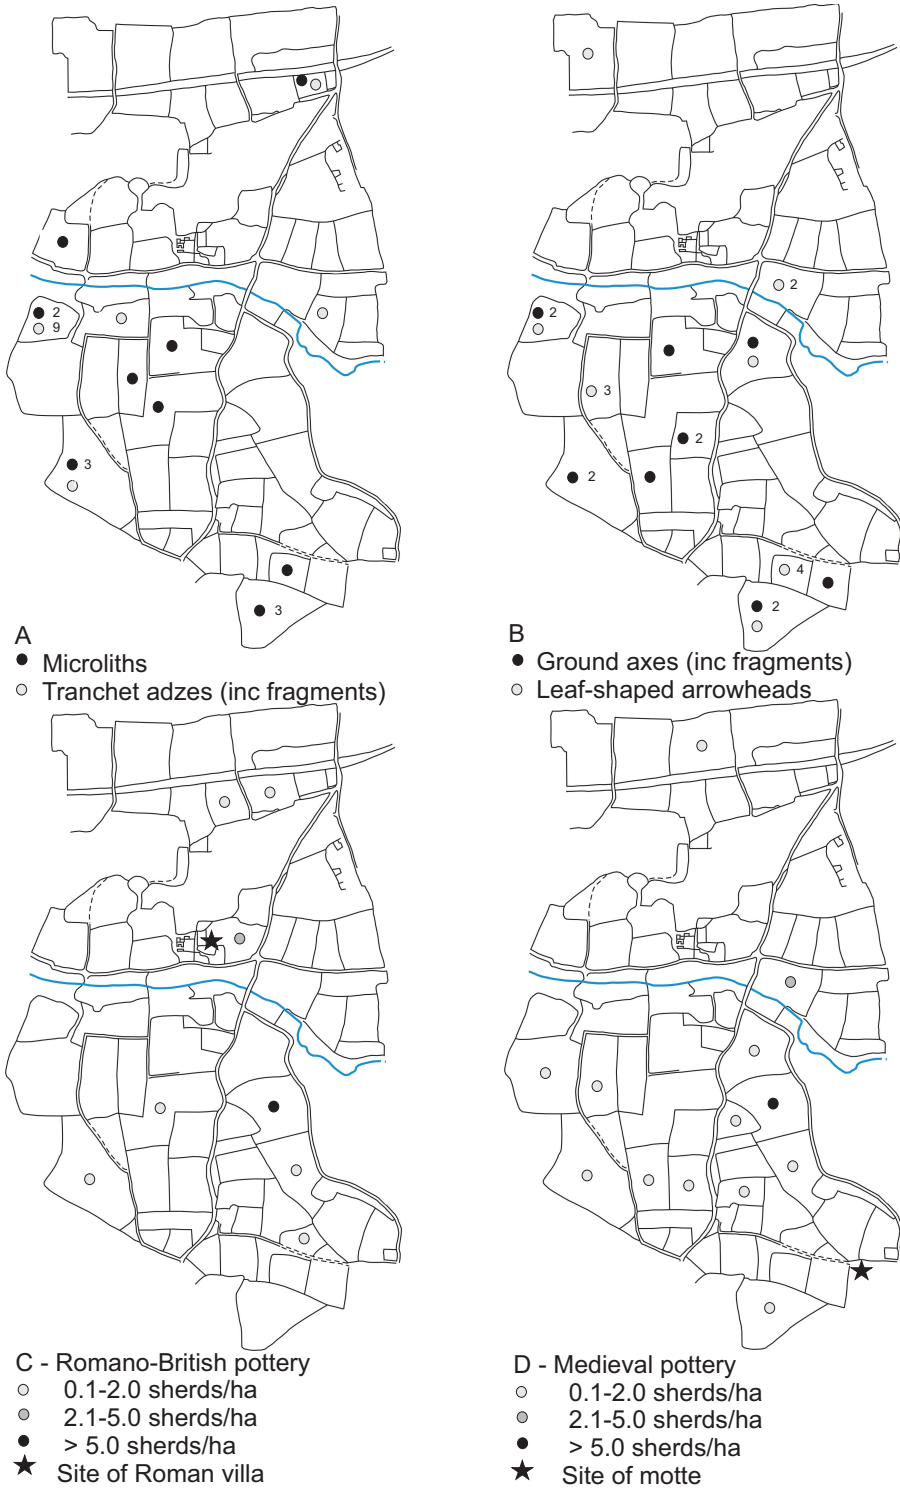 2
9
3
3
A
Microliths
Tranchet adzes (inc fragments)
2
2
3
2
2
4
2
B
Ground axes (inc fragments)
Leaf-shaped arrowheads
C - Romano-British pottery
0.1-2.0 sherds/ha
2.1-5.0 sherds/ha
> 5.0 sherds/ha
Site of Roman villa
D - Medieval pottery
0.1-2.0 sherds/ha
2.1-5.0 sherds/ha
> 5.0 sherds/ha
Site of motte